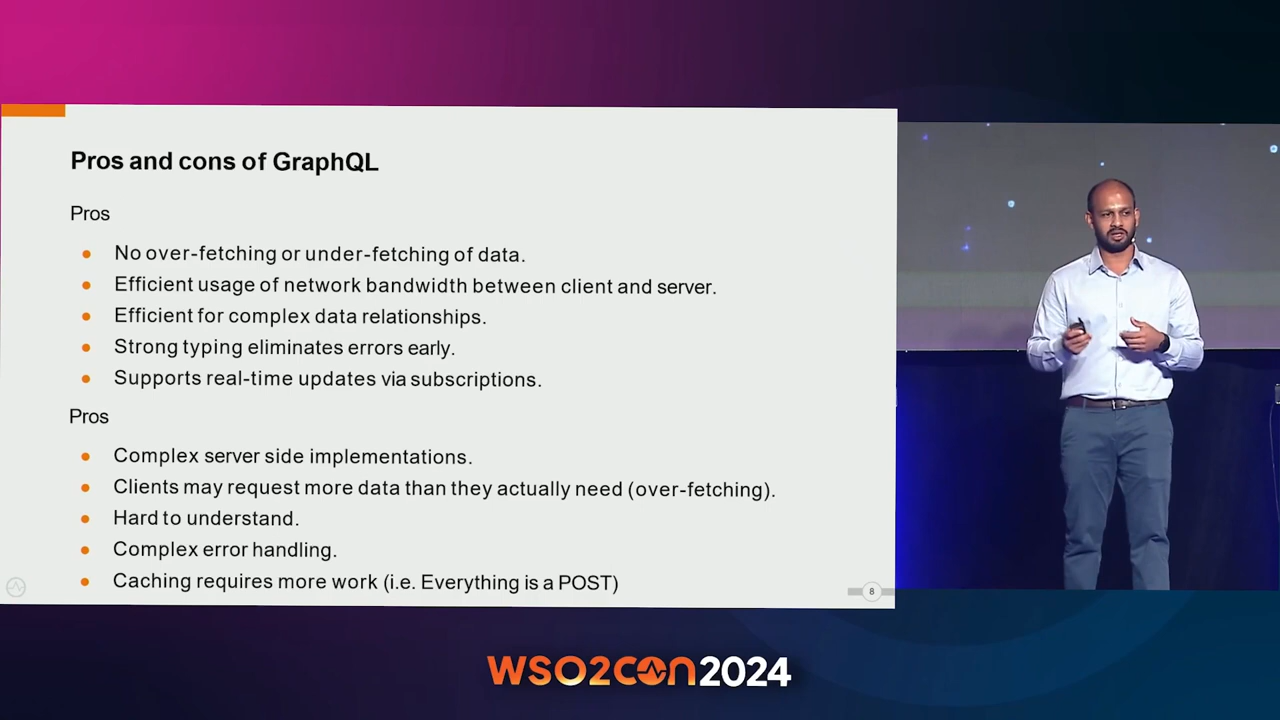 Pros and cons of GraphQL
Pros
No over-fetching or under-fetching of data.
Efficient usage of network bandwidth between client and server.
Efficient for complex data relationships.
Strong typing eliminates errors early.
Supports real-time updates via subscriptions.
Pros
Complex server side implementations.
Clients may request more data than they actually need (over-fetching).
Hard to understand.
Complex error handling.
Caching requires more work (i.e. Everything is a POST)
8
WSO2CON2024